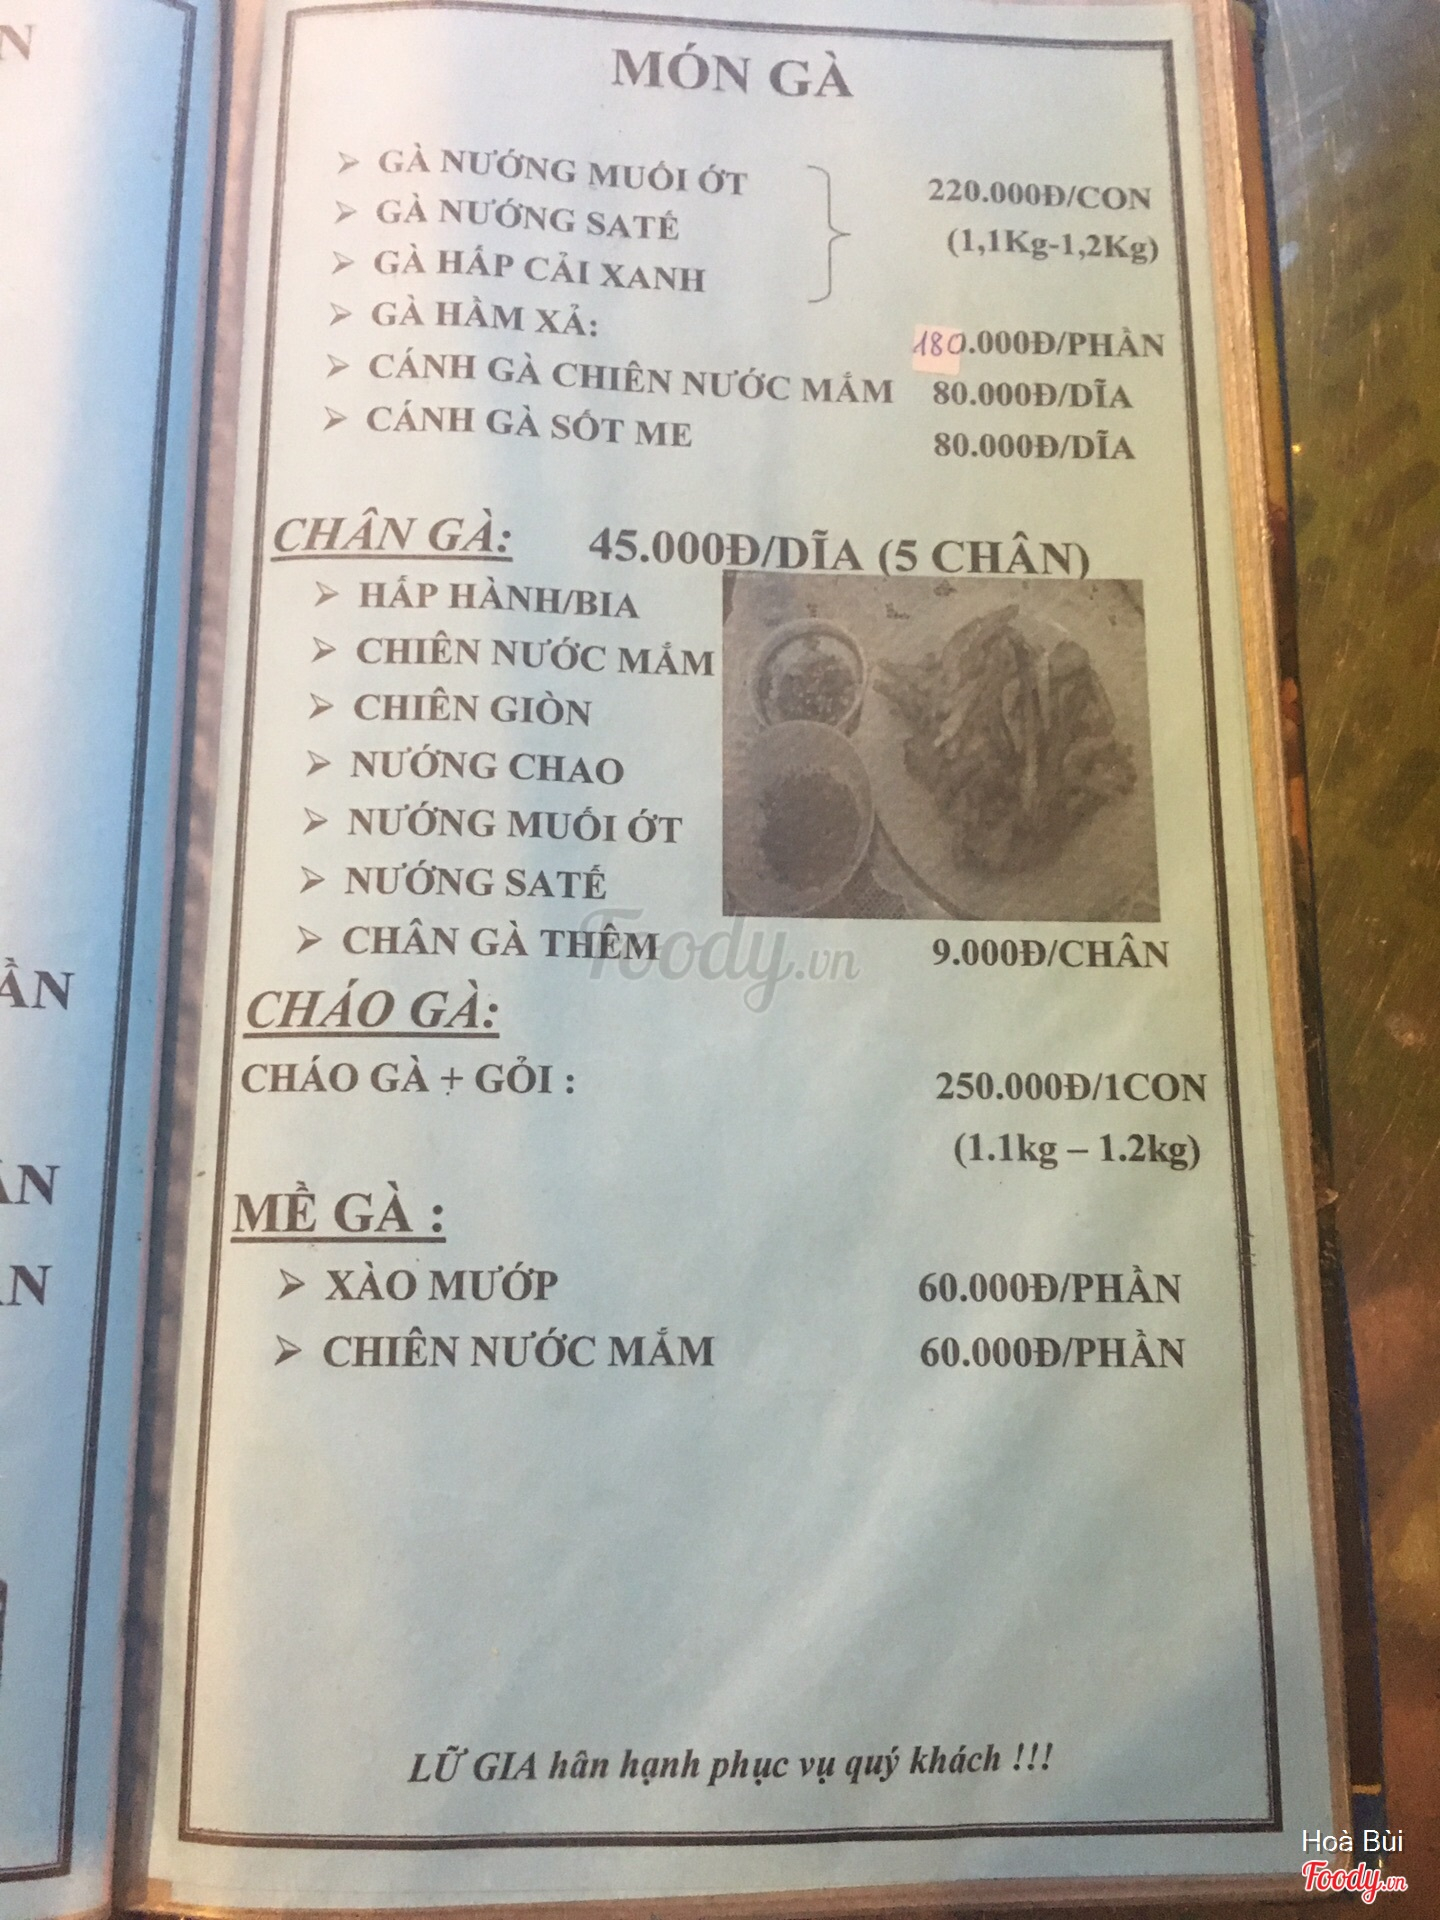 N
MÓN GÀ
➢ GÀ NƯỚNG MUỐI ỚT
220.000Đ/CON
➢ GÀ NƯỚNG SATẾ
(1,1Kg-1,2Kg)
➢ GÀ HẤP CẢI XANH
➢ GÀ HẦM XẢ: 180.000Đ/PHẦN
➢ CÁNH GÀ CHIÊN NƯỚC MẮM 80.000Đ/DĨA
➢ CÁNH GÀ SỐT ME 80.000Đ/DĨA
CHÂN GÀ: 45.000Đ/DĨA (5 CHÂN)
➢ HẤP HÀNH/BIA
➢ CHIÊN NƯỚC MẮM
➢ CHIÊN GIÒN
➢ NƯỚNG CHAO
➢ NƯỚNG MUỐI ỚT
➢ NƯỚNG SATẾ
➢ CHÂN GÀ THÊM 9.000Đ/CHÂN
Foody.vn
ẦN
CHÁO GÀ:
CHÁO GÀ + GỎI : 250.000Đ/1CON
(1.1kg – 1.2kg)
MỀ GÀ :
➢ XÀO MƯỚP 60.000Đ/PHẦN
➢ CHIÊN NƯỚC MẮM 60.000Đ/PHẦN
LỮ GIA hân hạnh phục vụ quý khách !!!
Hoà Bùi
Foody.vn